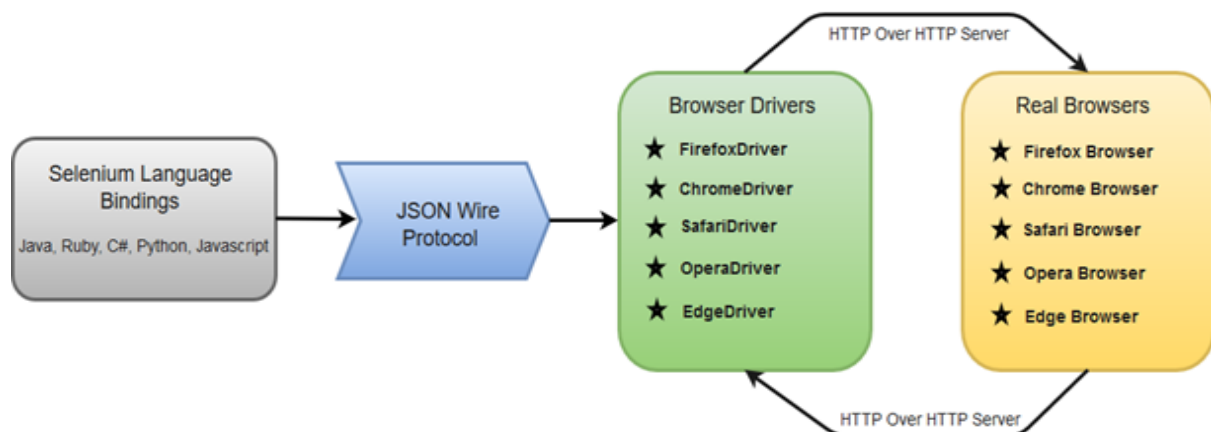 HTTP Over HTTP Server
Selenium Language
Bindings
Java, Ruby, C#, Python, Javascript
JSON Wire
Protocol
Browser Drivers
FirefoxDriver
ChromeDriver
SafariDriver
OperaDriver
EdgeDriver
Real Browsers
Firefox Browser
Chrome Browser
Safari Browser
Opera Browser
Edge Browser
HTTP Over HTTP Server